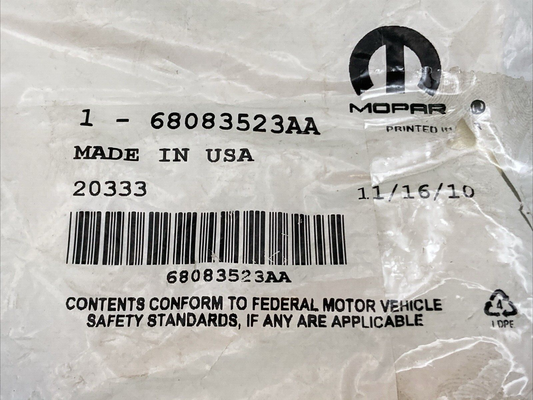 MOPAR
1 - 68083523AA
PRINTED IN
MADE IN USA
20333
11/16/10
68083523AA
CONTENTS CONFORM TO FEDERAL MOTOR VEHICLE
SAFETY STANDARDS, IF ANY ARE APPLICABLE
4
LDPE